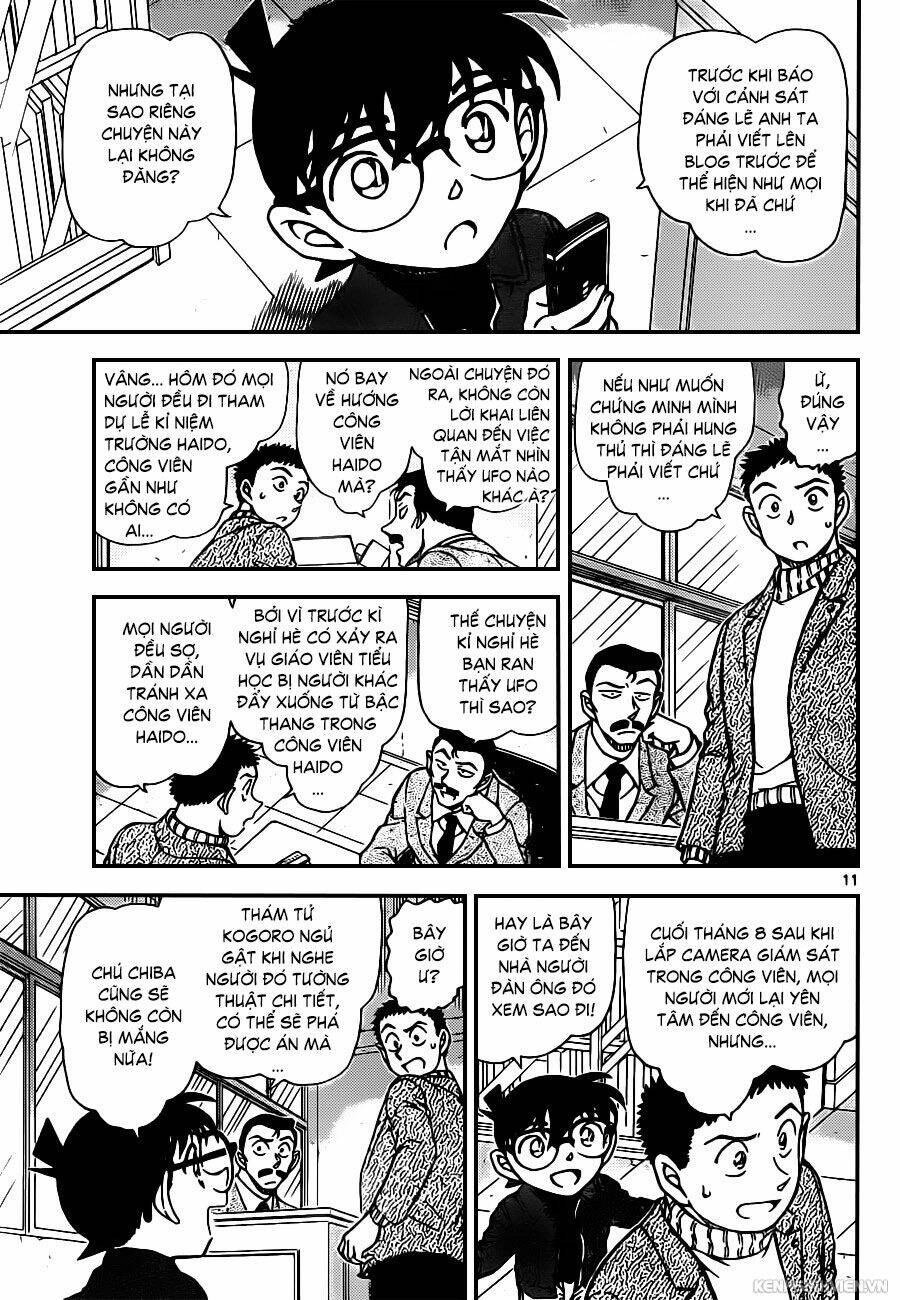 TRƯỚC KHI BÁO
VỚI CẢNH SÁT
ĐÁNG LẼ ANH TA
PHẢI VIẾT LÊN
BLOG TRƯỚC ĐỂ
THỂ HIỆN NHƯ MỌI
KHI ĐÃ CHỨ
...
NHƯNG TẠI
SAO RIÊNG
CHUYỆN NÀY
LẠI KHÔNG
ĐĂNG?
Ừ,
ĐÚNG
VẬY
...
NẾU NHƯ MUỐN
CHỨNG MINH MÌNH
KHÔNG PHẢI HUNG
THỦ THÌ ĐÁNG LẼ
PHẢI VIẾT CHỨ
...
NGOÀI CHUYỆN ĐÓ
RA, KHÔNG CÒN
LỜI KHAI LIÊN
QUAN ĐẾN VIỆC
TẬN MẮT NHÌN
THẤY UFO NÀO
KHÁC À?
NÓ BAY
VỀ HƯỚNG
CÔNG
VIÊN
HAIDO
MÀ?
VÂNG... HÔM ĐÓ MỌI
NGƯỜI ĐỀU ĐI THAM
DỰ LỄ KỈ NIỆM
TRƯỜNG HAIDO,
CÔNG VIÊN
GẦN NHƯ
KHÔNG CÓ
AI...
THẾ CHUYỆN
KÌ NGHỈ HÈ
BẠN RAN
THẤY UFO
THÌ SAO?
BỞI VÌ TRƯỚC KÌ
NGHỈ HÈ CÓ XẢY RA
VỤ GIÁO VIÊN TIỂU
HỌC BỊ NGƯỜI KHÁC
ĐẨY XUỐNG TỪ BẬC
THANG TRONG
CÔNG VIÊN
HAIDO
...
MỌI NGƯỜI
ĐỀU SỢ,
DẦN DẦN
TRÁNH XA
CÔNG VIÊN
HAIDO...
11
CUỐI THÁNG 8 SAU KHI
LẮP CAMERA GIÁM SÁT
TRONG CÔNG VIÊN, MỌI
NGƯỜI MỚI LẠI YÊN
TÂM ĐẾN CÔNG VIÊN,
NHƯNG...
HAY LÀ BÂY
GIỜ TA ĐẾN
NHÀ NGƯỜI
ĐÀN ÔNG ĐÓ
XEM SAO ĐI!
BÂY
GIỜ
Ư?
THÁM TỬ
KOGORO NGỦ
GẬT KHI NGHE
NGƯỜI ĐÓ TƯỜNG
THUẬT CHI TIẾT,
CÓ THỂ SẼ PHÁ
ĐƯỢC ÁN MÀ
...
CHÚ CHIBA
CŨNG SẼ
KHÔNG CÒN
BỊ MẮNG
NỮA!